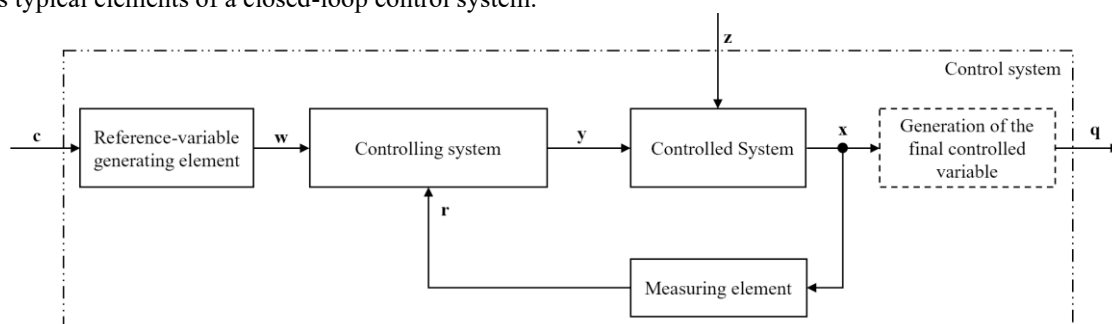 s typical elements of a closed-loop control system.
z
Control system
c
Reference-variable
generating element
w
Controlling system
y
Controlled System
x
Generation of the
final controlled
variable
q
r
Measuring element